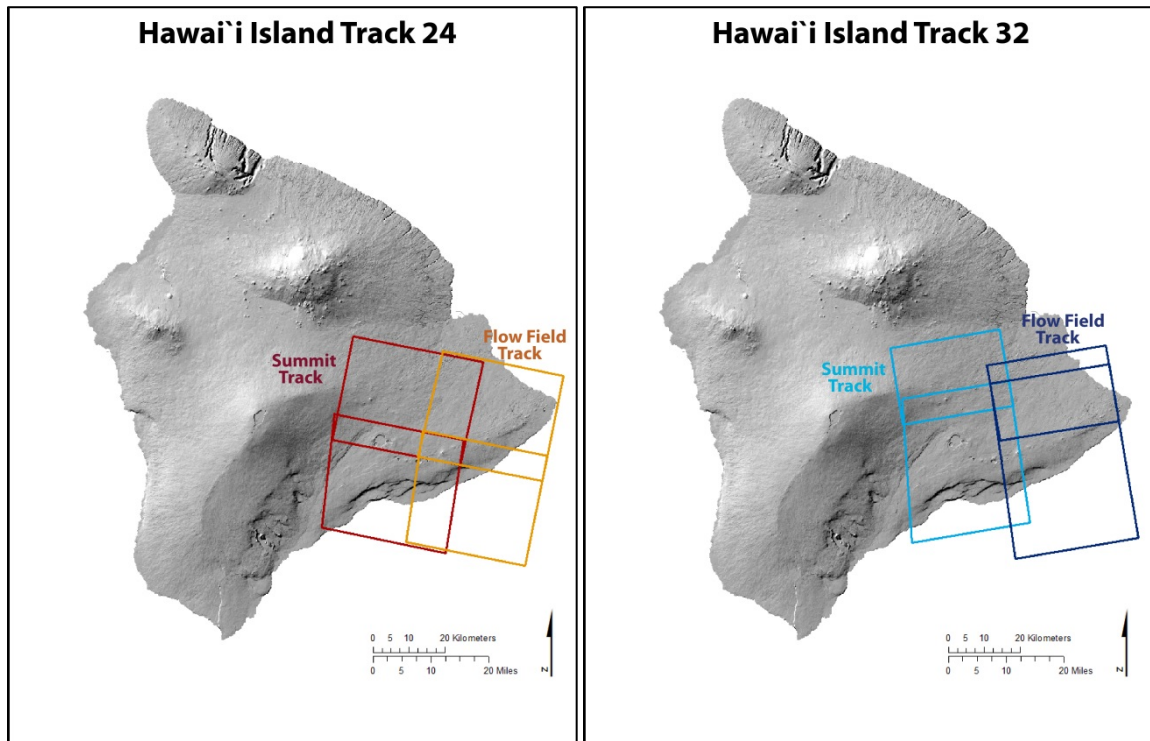 Hawai`i Island Track 24
Flow Field
Track
Summit
Track
0 5 10 20 Kilometers
0 5 10 20 Miles
N
Hawai`i Island Track 32
Flow Field
Track
Summit
Track
0 5 10 20 Kilometers
0 5 10 20 Miles
N